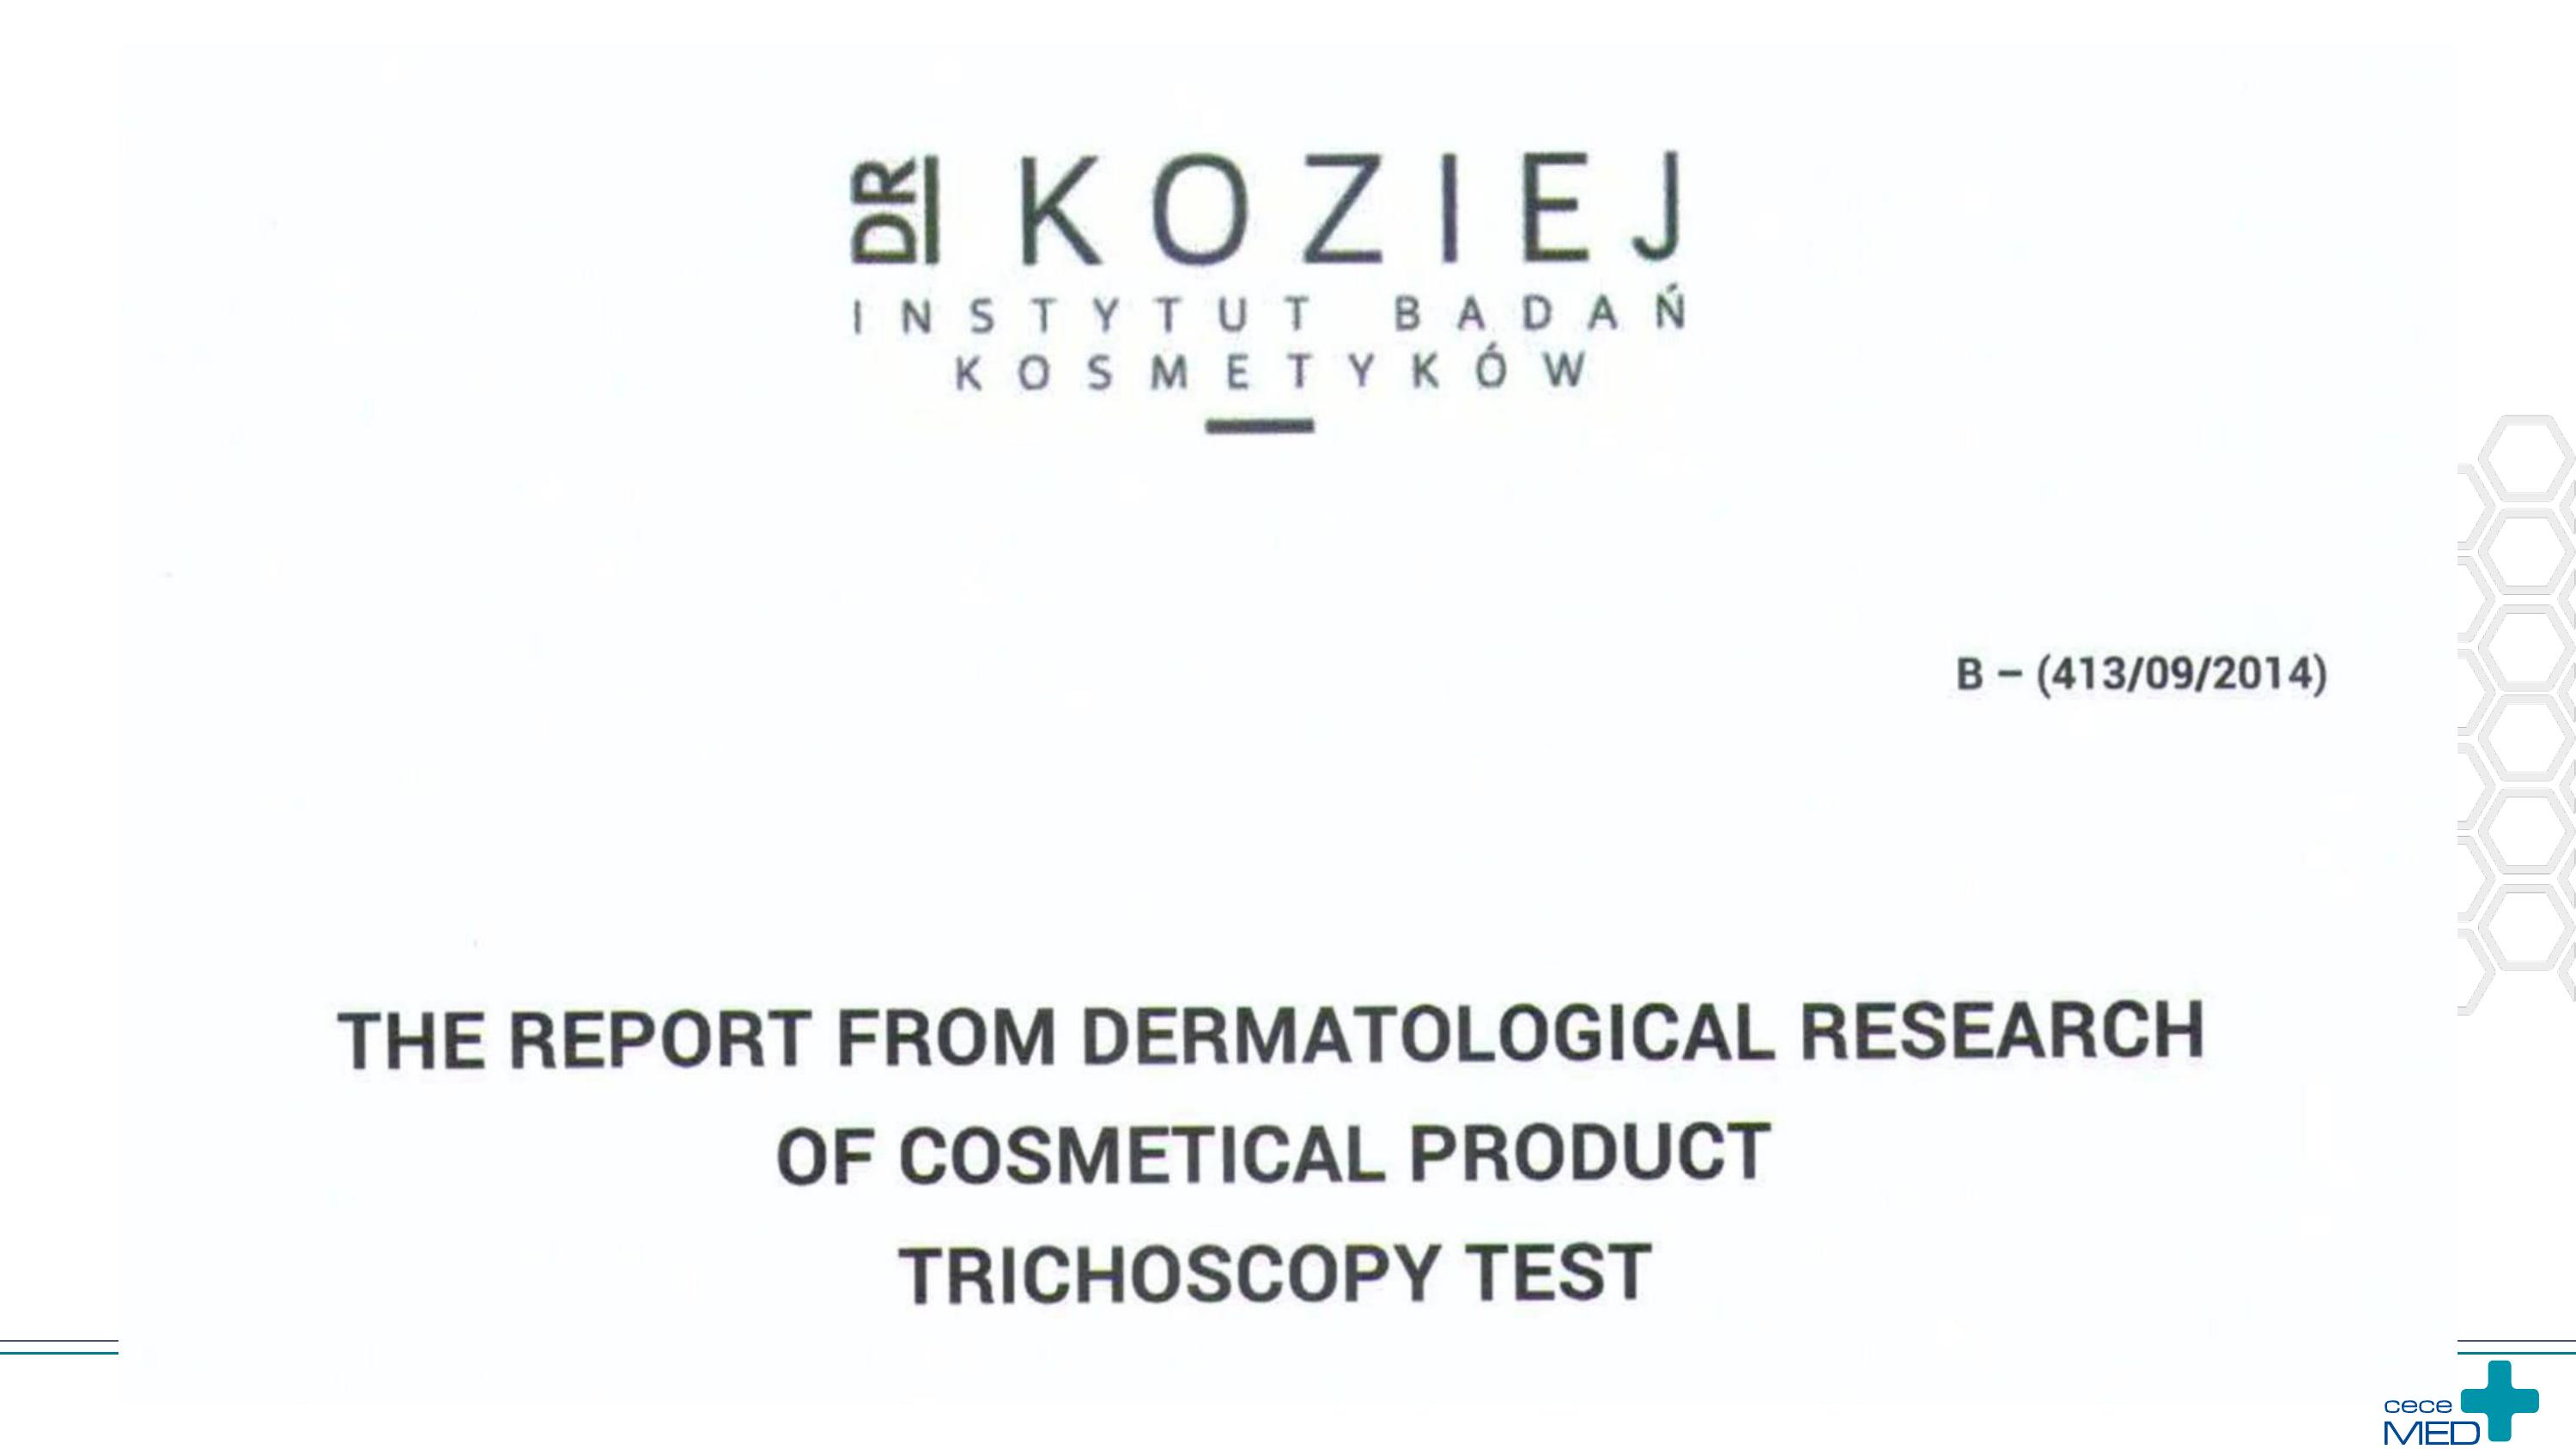 DR KOZIEJ
INSTYTUT BADAŃ
KOSMETYKÓW
B – (413/09/2014)
THE REPORT FROM DERMATOLOGICAL RESEARCH
OF COSMETICAL PRODUCT
TRICHOSCOPY TEST
cece
MED